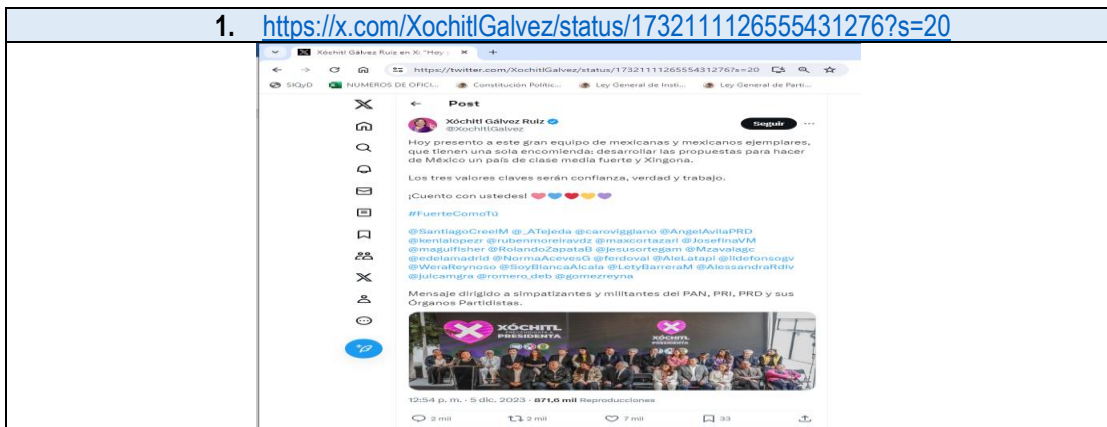 1. https://x.com/XochitlGalvez/status/1732111126555431276?s=20
Xóchitl Gálvez Ruiz en X: "Hoy
https://twitter.com/XochitlGalvez/status/1732111126555431276?s=20
SIQyD NUMEROS DE OFICI... Constitución Politic... Ley General de Insti... Ley General de Parti...
Post
Xóchitl Gálvez Ruiz
@XochitlGalvez
Seguir
Hoy presento a este gran equipo de mexicanas y mexicanos ejemplares,
que tienen una sola encomienda: desarrollar las propuestas para hacer
de México un país de clase media fuerte y Xingona.
Los tres valores claves serán confianza, verdad y trabajo.
¡Cuento con ustedes!
#FuerteComoTú
@SantiagoCreelM @_ATejeda @caroviggiano @AngelAvilaPRD
@kenialopezr @rubenmoreiravdz @maxcortazar @JosefinaVM
@maguifisher @RolandoZapataB @jesusortegam @Mzavalagc
@edelamadrid @NormaAcevesG @ferdoval @AleLatapi @ildefonsogv
@WeraReynoso @SoyBlancaAlcala @LetyBarreraM @AlessandraRdlv
@julcamgra @romero_deb @gomezreyna
Mensaje dirigido a simpatizantes y militantes del PAN, PRI, PRD y sus
Órganos Partidistas.
XÓCHITL
PRECANDIDATA A
PRESIDENTA
XÓCHITL
PRESIDENTA
12:54 p. m. · 5 dic. 2023 · 871,6 mil Reproducciones
2 mil 2 mil 7 mil 33